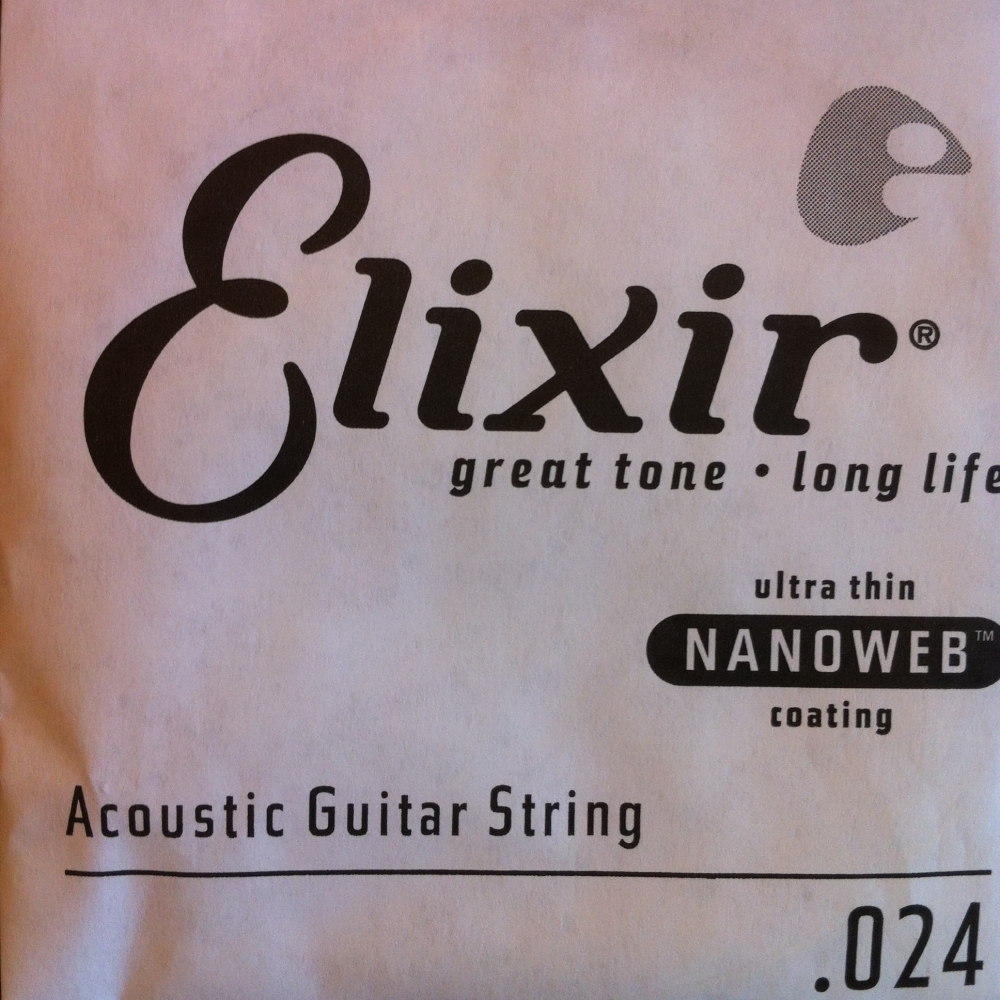 e
Elixir®
great tone • long life
ultra thin
NANOWEB™
coating
Acoustic Guitar String
.024